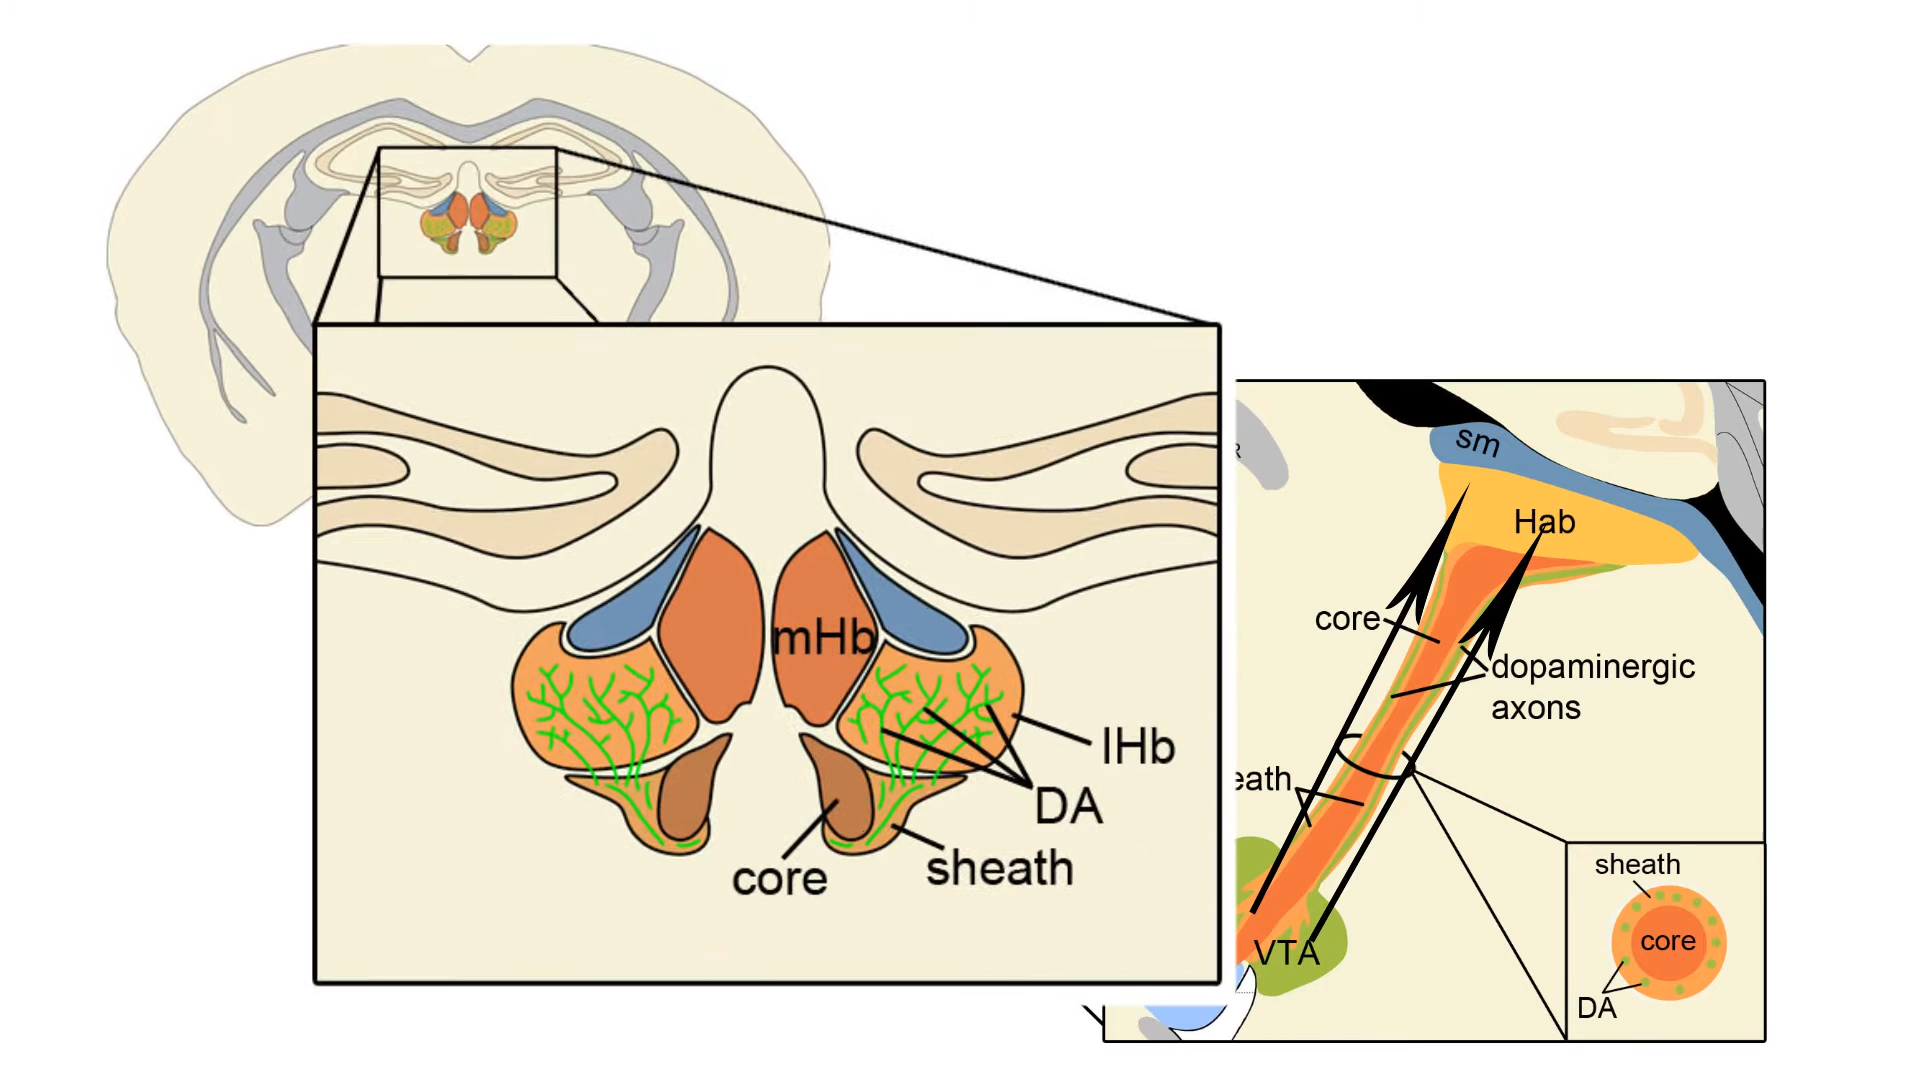 mHb
lHb
DA
core
sheath
R
sm
Hab
core
dopaminergic
axons
eath
VTA
sheath
core
DA